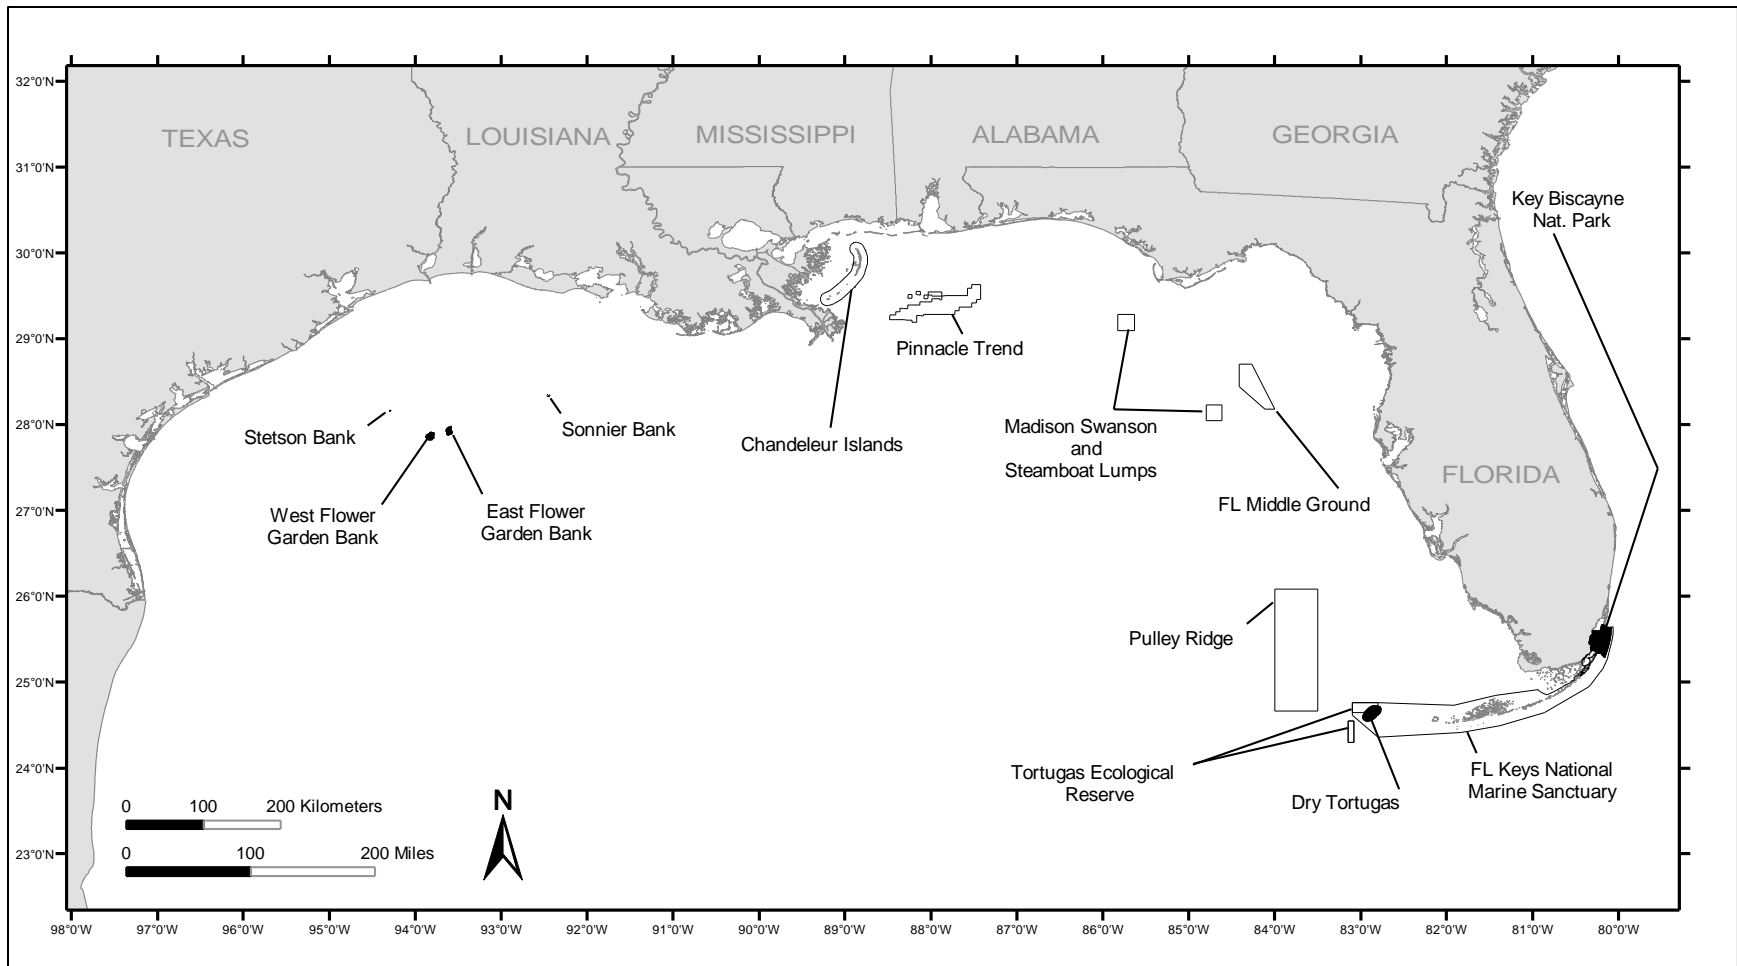 32°0'N
31°0'N
30°0'N
29°0'N
28°0'N
27°0'N
26°0'N
25°0'N
24°0'N
23°0'N
TEXAS
LOUISIANA
MISSISSIPPI
ALABAMA
GEORGIA
FLORIDA
Key Biscayne
Nat. Park
Pinnacle Trend
Stetson Bank
Sonnier Bank
Chandeleur Islands
Madison Swanson
and
Steamboat Lumps
West Flower
Garden Bank
East Flower
Garden Bank
FL Middle Ground
Pulley Ridge
Tortugas Ecological
Reserve
Dry Tortugas
FL Keys National
Marine Sanctuary
0 100 200 Kilometers
0 100 200 Miles
N
98°0'W 97°0'W 96°0'W 95°0'W 94°0'W 93°0'W 92°0'W 91°0'W 90°0'W 89°0'W 88°0'W 87°0'W 86°0'W 85°0'W 84°0'W 83°0'W 82°0'W 81°0'W 80°0'W